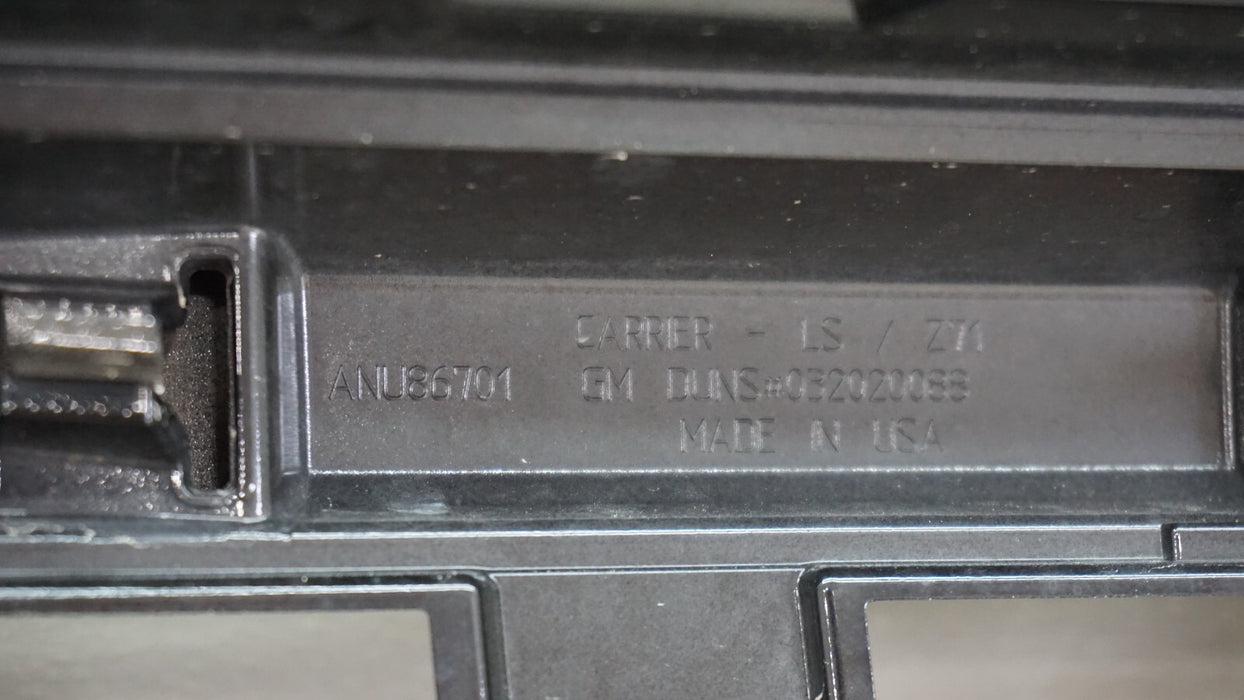 CARRIER - LS / Z71
ANU86701 GM DUNS#032020088
MADE IN USA